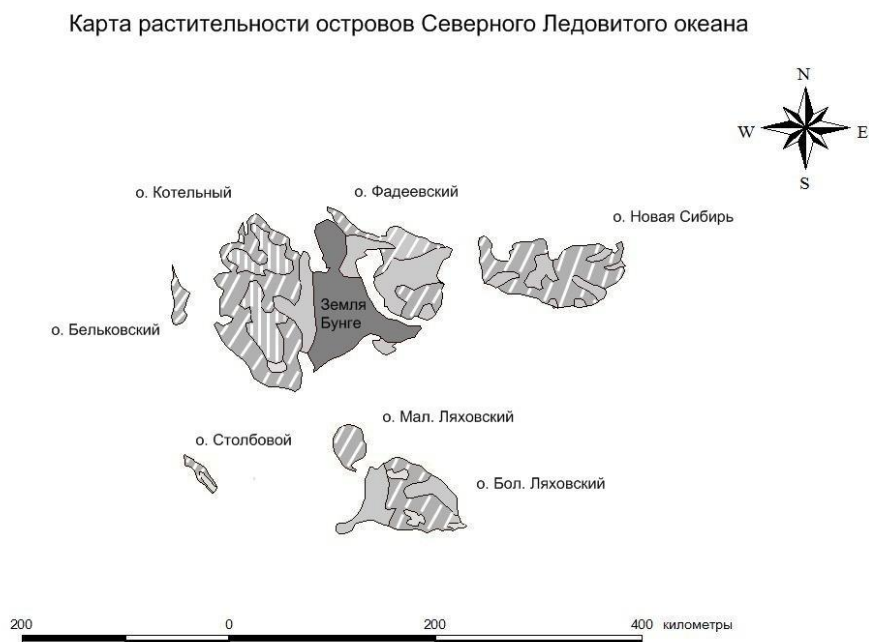 Карта растительности островов Северного Ледовитого океана
N
W E
S
о. Котельный
о. Фадеевский
о. Новая Сибирь
Земля
Бунге
о. Бельковский
о. Мал. Ляховский
о. Столбовой
о. Бол. Ляховский
200 0 200 400 километры